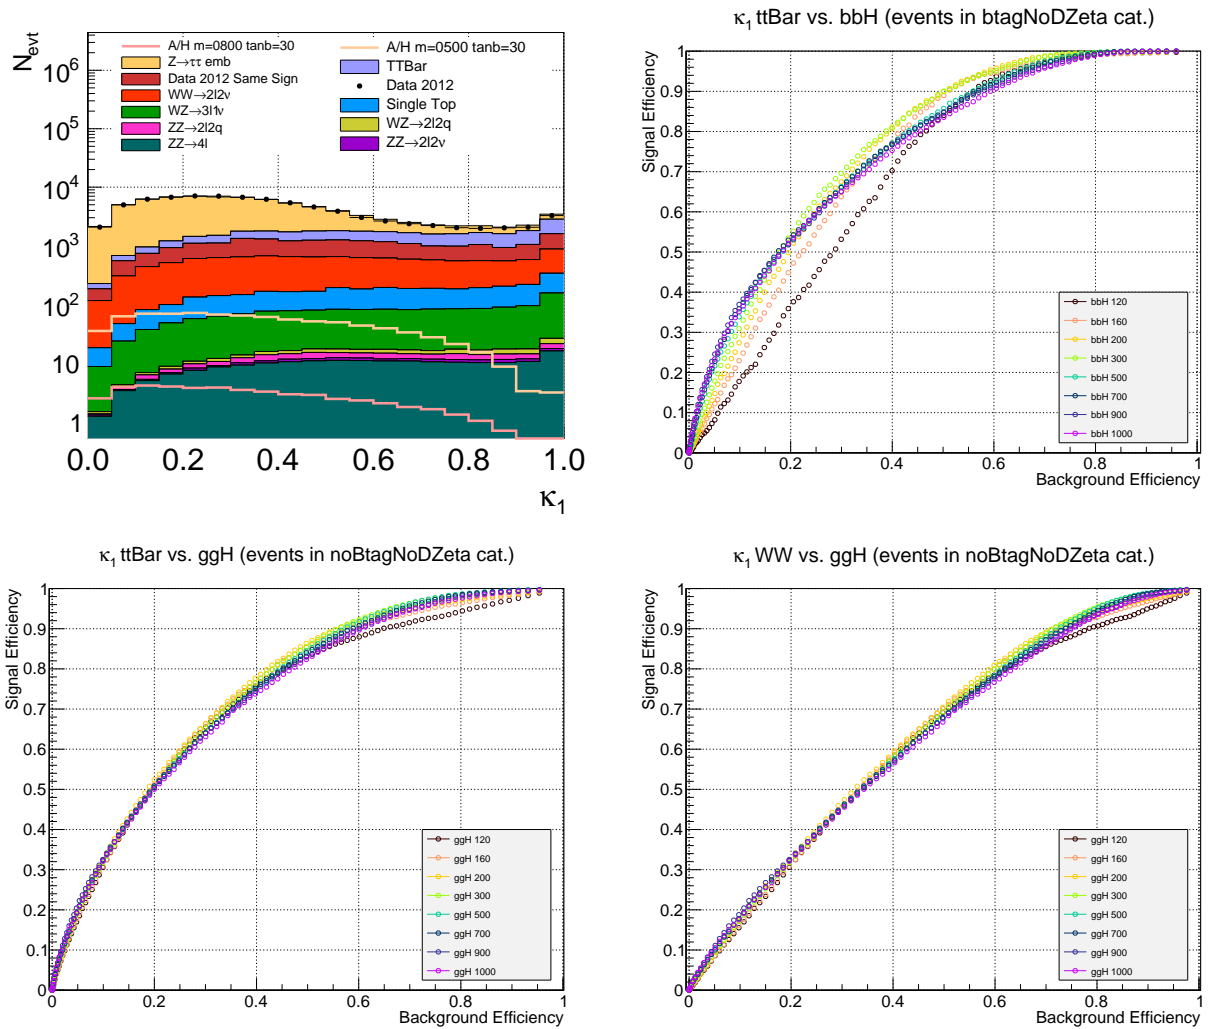 N_evt
10^6
10^5
10^4
10^3
10^2
10
1
A/H m=0800 tanb=30
Z→ττ emb
Data 2012 Same Sign
WW→2l2ν
WZ→3l1ν
ZZ→2l2q
ZZ→4l
A/H m=0500 tanb=30
TTBar
Data 2012
Single Top
WZ→2l2q
ZZ→2l2ν
0.0 0.2 0.4 0.6 0.8 1.0
κ_1
κ_1 ttBar vs. bbH (events in btagNoDZeta cat.)
Signal Efficiency
1
0.9
0.8
0.7
0.6
0.5
0.4
0.3
0.2
0.1
0
bbH 120
bbH 160
bbH 200
bbH 300
bbH 500
bbH 700
bbH 900
bbH 1000
0 0.2 0.4 0.6 0.8 1
Background Efficiency
κ_1 ttBar vs. ggH (events in noBtagNoDZeta cat.)
Signal Efficiency
1
0.9
0.8
0.7
0.6
0.5
0.4
0.3
0.2
0.1
0
ggH 120
ggH 160
ggH 200
ggH 300
ggH 500
ggH 700
ggH 900
ggH 1000
0 0.2 0.4 0.6 0.8 1
Background Efficiency
κ_1 WW vs. ggH (events in noBtagNoDZeta cat.)
Signal Efficiency
1
0.9
0.8
0.7
0.6
0.5
0.4
0.3
0.2
0.1
0
ggH 120
ggH 160
ggH 200
ggH 300
ggH 500
ggH 700
ggH 900
ggH 1000
0 0.2 0.4 0.6 0.8 1
Background Efficiency